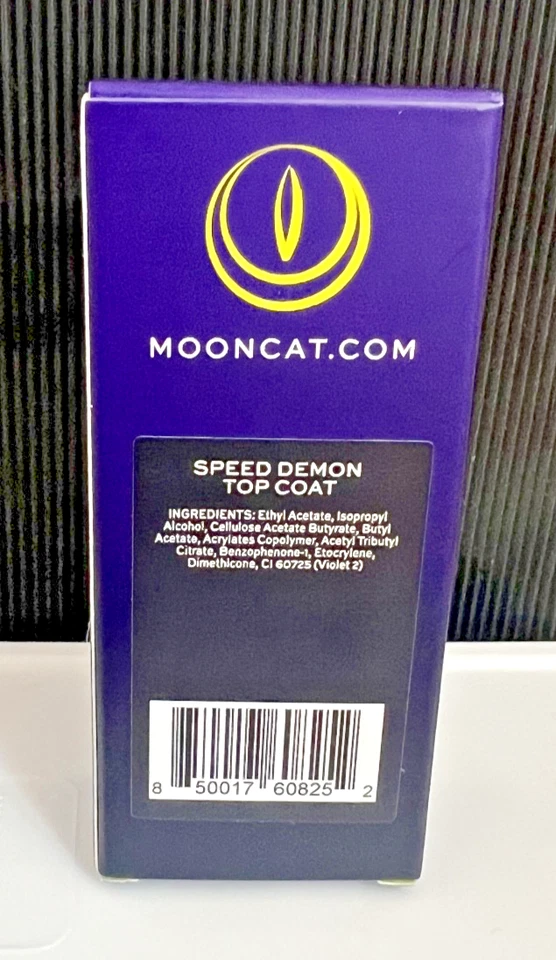 MOONCAT.COM
SPEED DEMON
TOP COAT
INGREDIENTS: Ethyl Acetate, Isopropyl
Alcohol, Cellulose Acetate Butyrate, Butyl
Acetate, Acrylates Copolymer, Acetyl Tributyl
Citrate, Benzophenone-1, Etocrylene,
Dimethicone, CI 60725 (Violet 2)
8 50017 60825 2